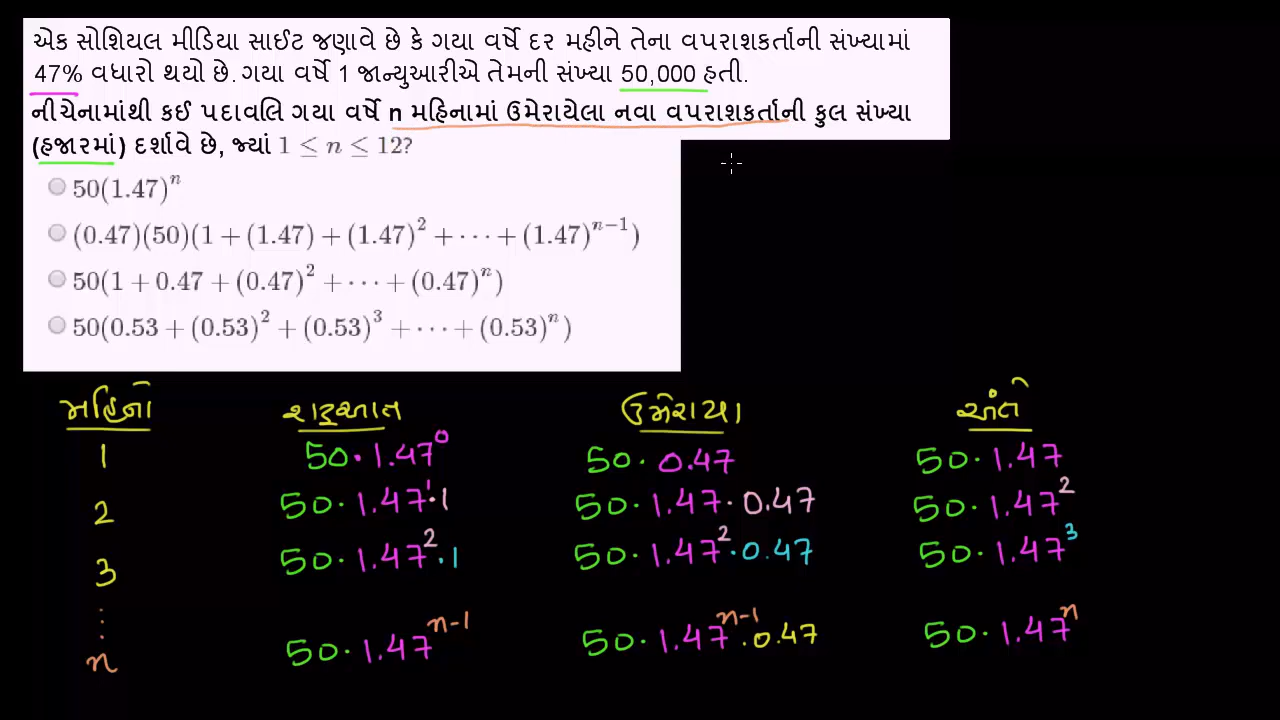 એક સોશિયલ મીડિયા સાઈટ જણાવે છે કે ગયા વર્ષે દર મહીને તેના વપરાશકર્તાની સંખ્યામાં
47% વધારો થયો છે. ગયા વર્ષે 1 જાન્યુઆરીએ તેમની સંખ્યા 50,000 હતી.
નીચેનામાંથી કઈ પદાવલિ ગયા વર્ષે n મહિનામાં ઉમેરાયેલા નવા વપરાશકર્તાની કુલ સંખ્યા
(હજારમાં) દર્શાવે છે, જ્યાં 1 ≤ n ≤ 12?
50(1.47)^n
(0.47)(50)(1 + (1.47) + (1.47)^2 + ⋯ + (1.47)^{n−1})
50(1 + 0.47 + (0.47)^2 + ⋯ + (0.47)^n)
50(0.53 + (0.53)^2 + (0.53)^3 + ⋯ + (0.53)^n)
મહિનો શરૂઆત ઉમેરાયા અંતે
1 50·1.47^0 50·0.47 50·1.47
2 50·1.47^1·1 50·1.47·0.47 50·1.47^2
3 50·1.47^2·1 50·1.47^2·0.47 50·1.47^3
⋮
n 50·1.47^{n-1} 50·1.47^{n-1}·0.47 50·1.47^n